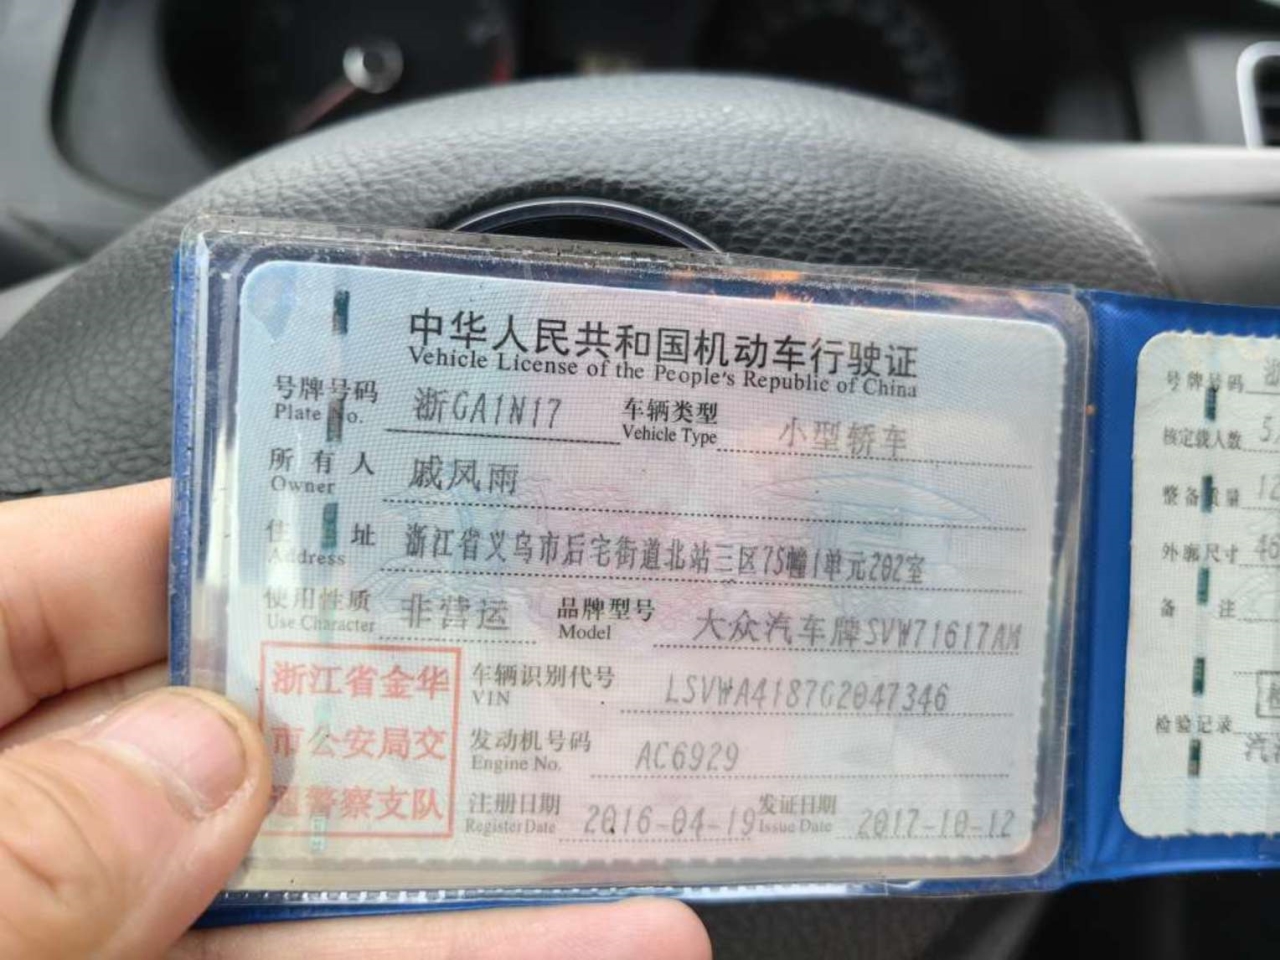 中华人民共和国机动车行驶证
Vehicle License of the People's Republic of China
号牌号码 浙GA1N17 车辆类型 小型轿车
Plate No. Vehicle Type
所有人 戚风雨
Owner
住址 浙江省义乌市后宅街道北站三区75幢1单元202室
Address
使用性质 非营运 品牌型号 大众汽车牌SVW71617AM
Use Character Model
浙江省金华
市公安局交
通警察支队
车辆识别代号 LSVWA4187G2047346
VIN
发动机号码 AC6929
Engine No.
注册日期 2016-04-19 发证日期 2017-10-12
Register Date Issue Date
号牌号码
核定载人数 5
整备质量
外廓尺寸 46
备注
检验记录